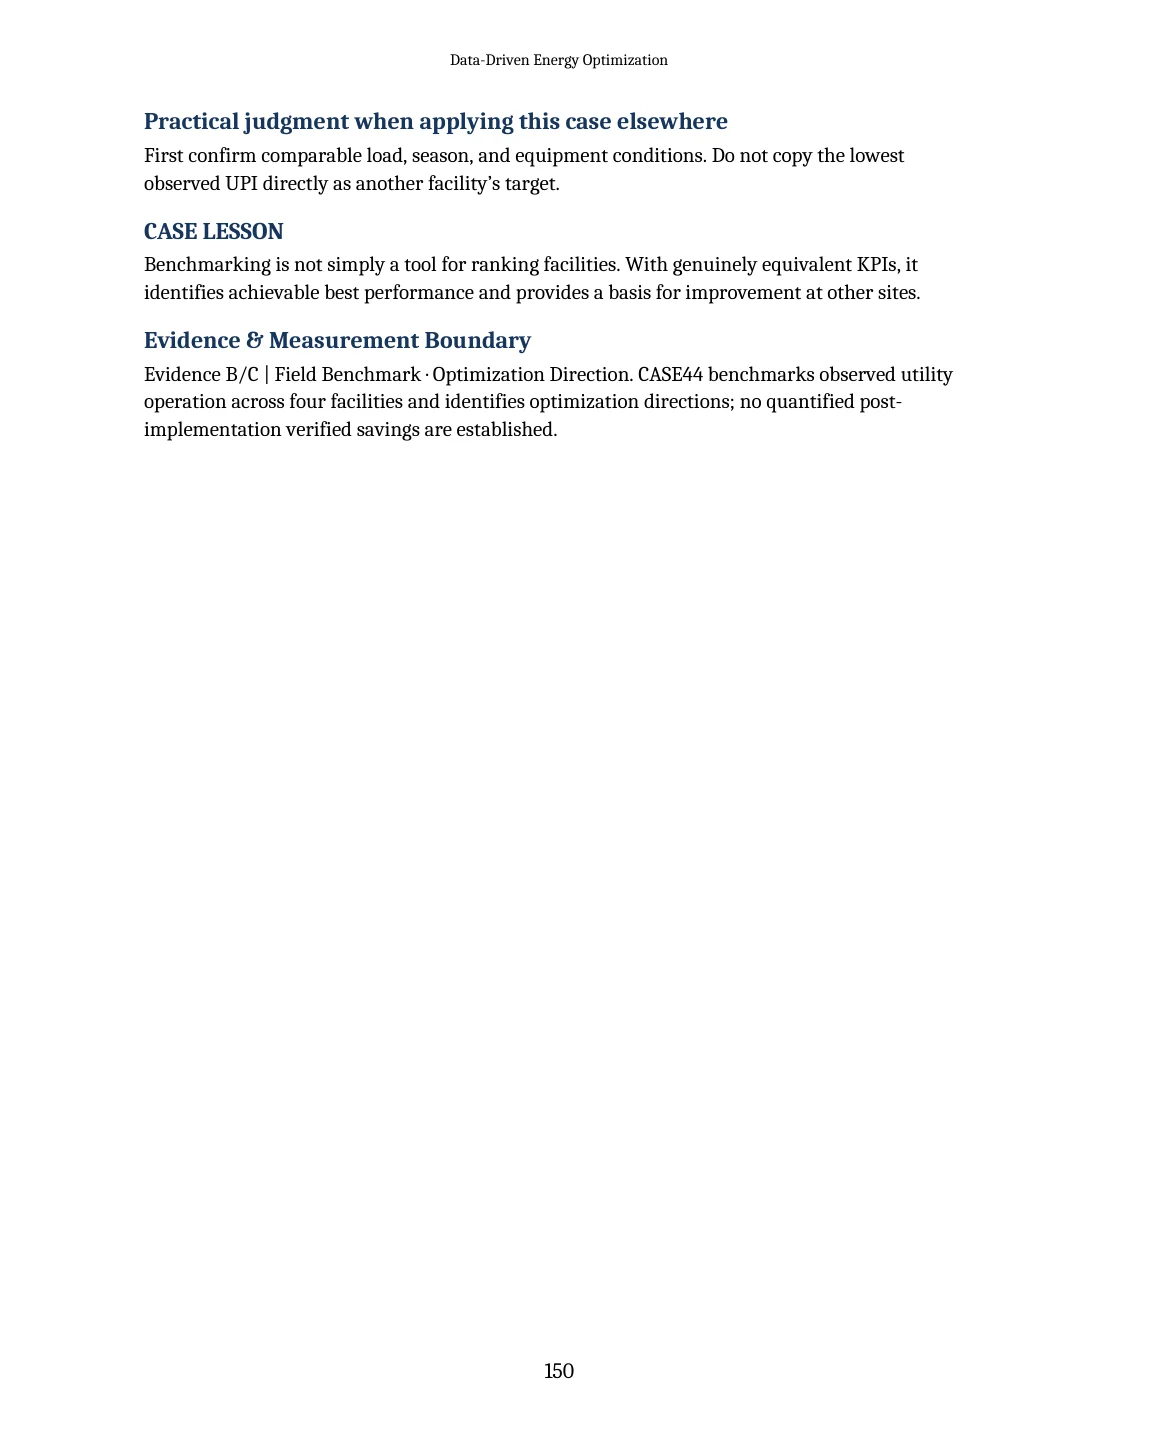 Data-Driven Energy Optimization
Practical judgment when applying this case elsewhere
First confirm comparable load, season, and equipment conditions. Do not copy the lowest
observed UPI directly as another facility’s target.
CASE LESSON
Benchmarking is not simply a tool for ranking facilities. With genuinely equivalent KPIs, it
identifies achievable best performance and provides a basis for improvement at other sites.
Evidence & Measurement Boundary
Evidence B/C | Field Benchmark · Optimization Direction. CASE44 benchmarks observed utility
operation across four facilities and identifies optimization directions; no quantified post-
implementation verified savings are established.
150